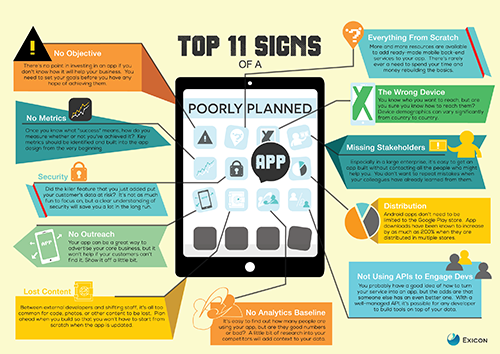 TOP 11 SIGNS
OF A
POORLY PLANNED
APP
No Objective
There's no point in investing in an app if you
don't know how it will help your business. You
need to set your goals before you have any
hope of achieving them.
No Metrics
Once you know what "success" means, how do you
measure whether or not you've achieved it? Key
metrics should be identified and built into the app
design from the very beginning.
Security
Did the killer feature that you just added put
your customer's data at risk? It's not as much
fun to focus on, but a clear understanding of
security will save you a lot in the long run.
No Outreach
APP
Your app can be a great way to
advertise your core business, but it
won't help if your customers can't
find it. Show it off a little bit.
Lost Content
Between external developers and shifting staff, it's all too
common for code, photos, or other content to be lost. Plan
ahead when you build so that you won't have to start from
scratch when the app is updated.
No Analytics Baseline
It's easy to find out how many people are
using your app, but are they good numbers
or bad? A little bit of research into your
competitors will add context to your data.
Everything From Scratch
More and more resources are available
to add ready-made mobile back-end
services to your app. There's rarely
ever a need to spend your time and
money rebuilding the basics.
The Wrong Device
You know who you want to reach, but are
you sure you know how to reach them?
Device demographics can vary significantly
from country to country.
Missing Stakeholders
Especially in a large enterprise, it's easy to get an
app built without contacting all the people who might
help you. You don't want to repeat mistakes when
your colleagues have already learned from them.
Distribution
Android apps don't need to be
limited to the Google Play store. App
downloads have been known to increase
by as much as 200% when they are
distributed in multiple stores.
Not Using APIs to Engage Devs
You probably have a good idea of how to turn
your service into an app, but the odds are that
someone else has an even better one. With a
well-managed API, it's possible for any developer
to build tools on top of your data.
EXICON